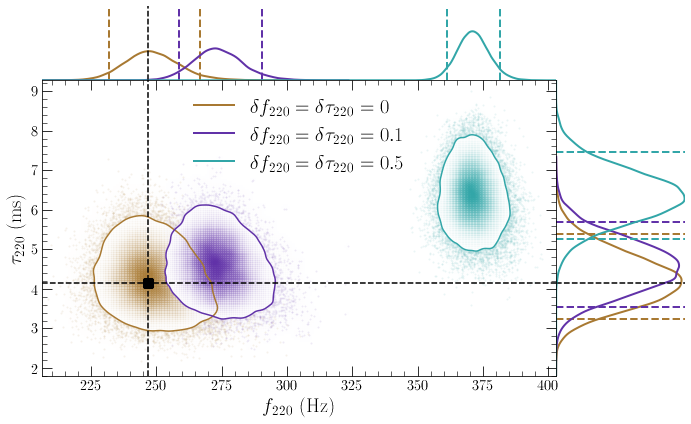 δf₂₂₀ = δτ₂₂₀ = 0
δf₂₂₀ = δτ₂₂₀ = 0.1
δf₂₂₀ = δτ₂₂₀ = 0.5
9
8
7
6
5
4
3
2
τ₂₂₀ (ms)
225 250 275 300 325 350 375 400
f₂₂₀ (Hz)